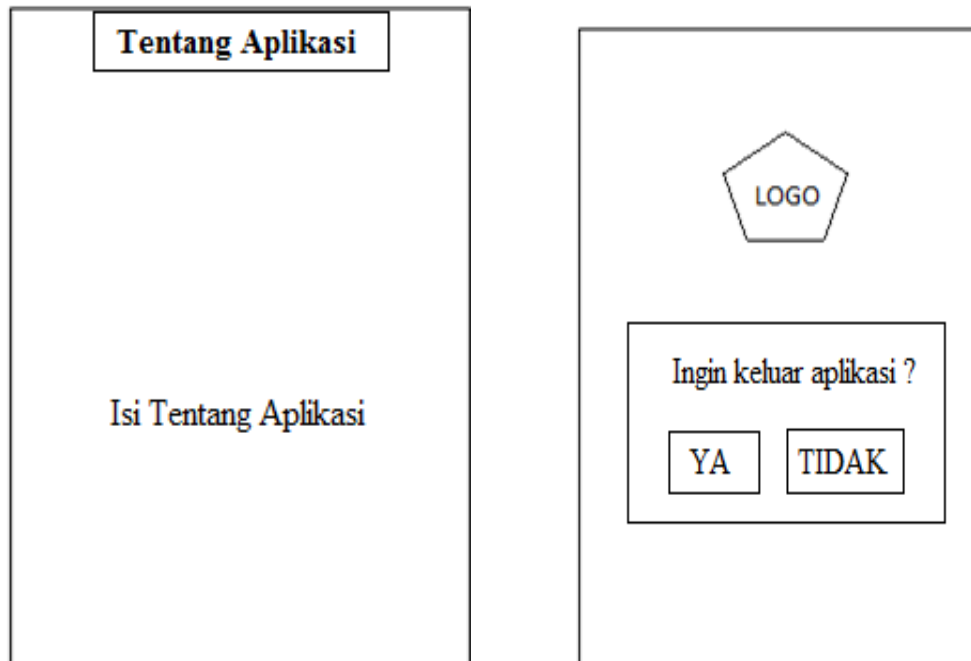 Tentang Aplikasi
Isi Tentang Aplikasi
LOGO
Ingin keluar aplikasi ?
YA
TIDAK